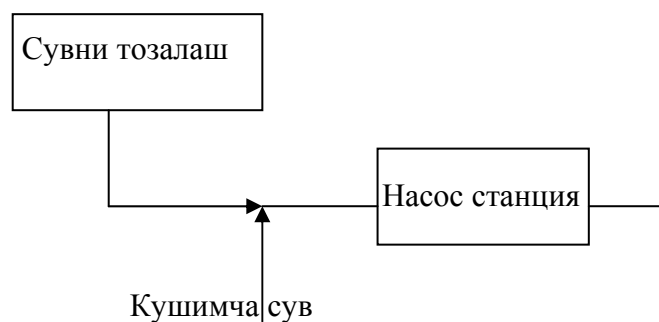 Сувни тозалаш
Насос станция
Кушимча сув